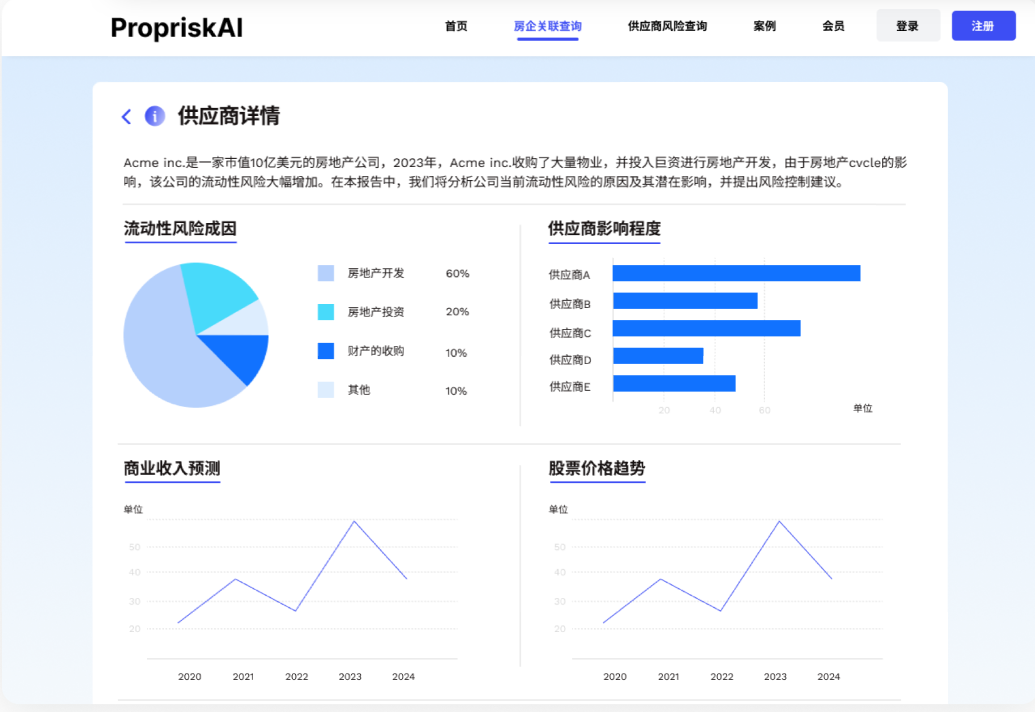 PropriskAI
首页 房企关联查询 供应商风险查询 案例 会员 登录 注册
供应商详情
Acme inc.是一家市值10亿美元的房地产公司，2023年，Acme inc.收购了大量物业，并投入巨资进行房地产开发，由于房地产cvcle的影
响，该公司的流动性风险大幅增加。在本报告中，我们将分析公司当前流动性风险的原因及其潜在影响，并提出风险控制建议。
流动性风险成因
房地产开发 60%
房地产投资 20%
财产的收购 10%
其他 10%
供应商影响程度
供应商A
供应商B
供应商C
供应商D
供应商E
20 40 60 单位
商业收入预测
单位
50
40
30
20
2020 2021 2022 2023 2024
股票价格趋势
单位
50
40
30
20
2020 2021 2022 2023 2024